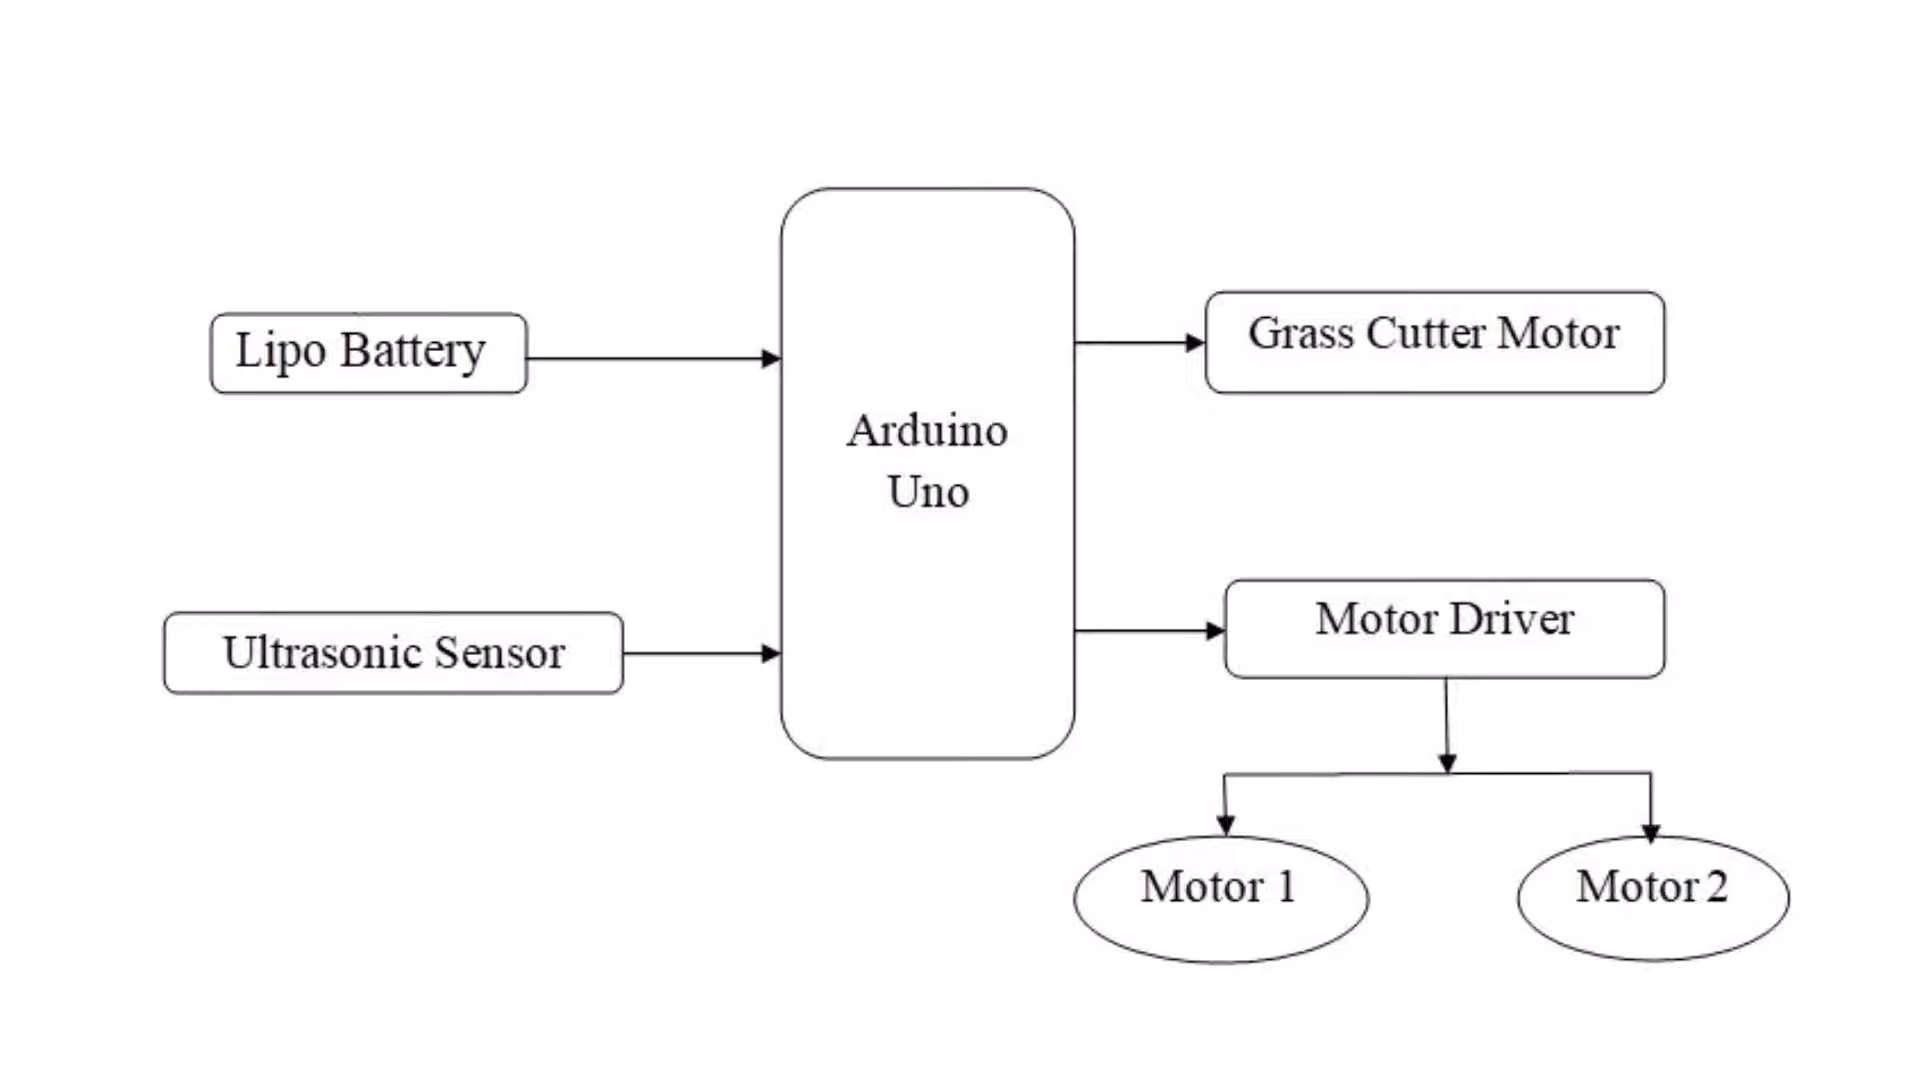 Lipo Battery
Ultrasonic Sensor
Arduino
Uno
Grass Cutter Motor
Motor Driver
Motor 1
Motor 2